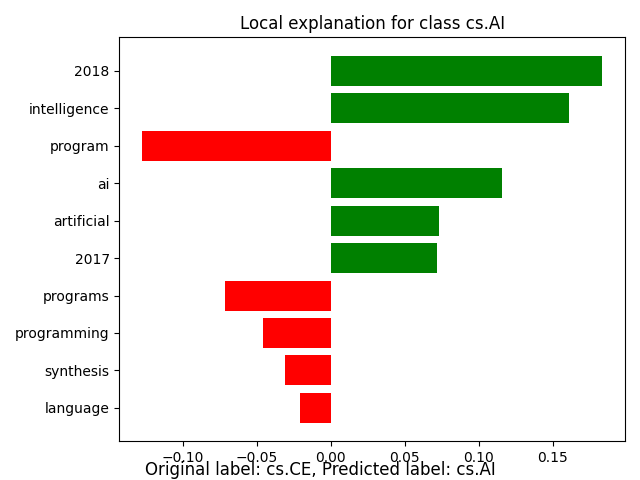 Local explanation for class cs.AI
2018
intelligence
program
ai
artificial
2017
programs
programming
synthesis
language
−0.10 −0.05 0.00 0.05 0.10 0.15
Original label: cs.CE, Predicted label: cs.AI